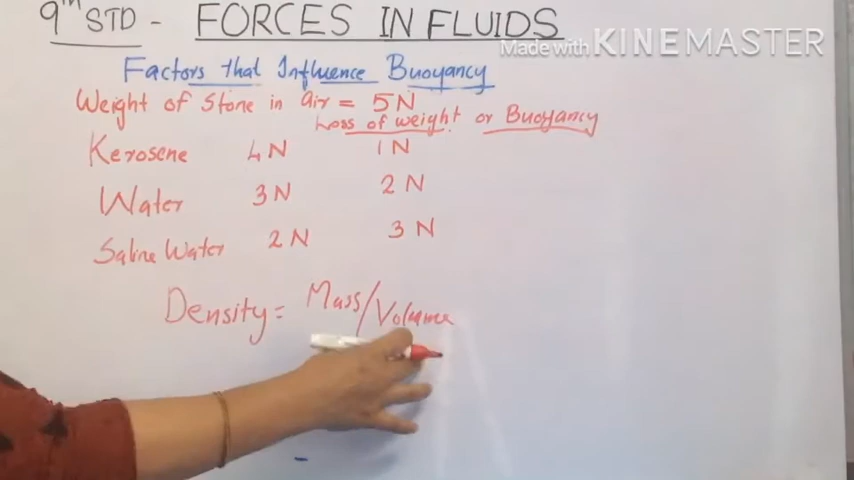 9th STD - FORCES IN FLUIDS
Made with KINEMASTER
Factors that Influence Buoyancy
Weight of Stone in air = 5N
Loss of weight or Buoyancy
Kerosene 4N 1N
Water 3N 2N
Saline Water 2N 3N
Density = Mass/Volume